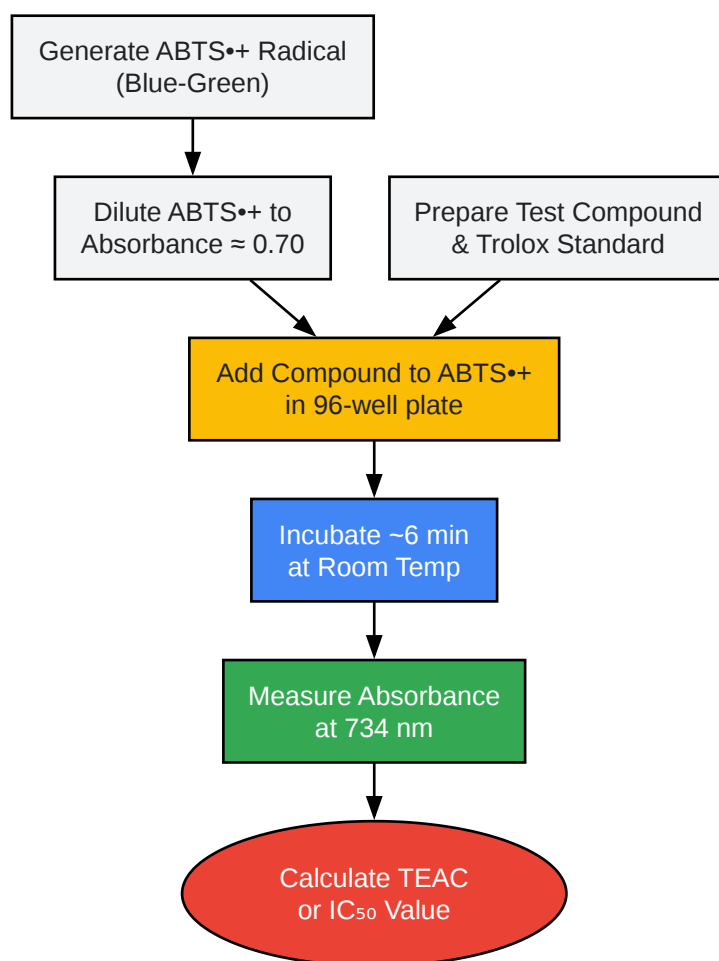 Generate ABTS•+ Radical
(Blue-Green)
Dilute ABTS•+ to
Absorbance ≈ 0.70
Prepare Test Compound
& Trolox Standard
Add Compound to ABTS•+
in 96-well plate
Incubate ~6 min
at Room Temp
Measure Absorbance
at 734 nm
Calculate TEAC
or IC₅₀ Value